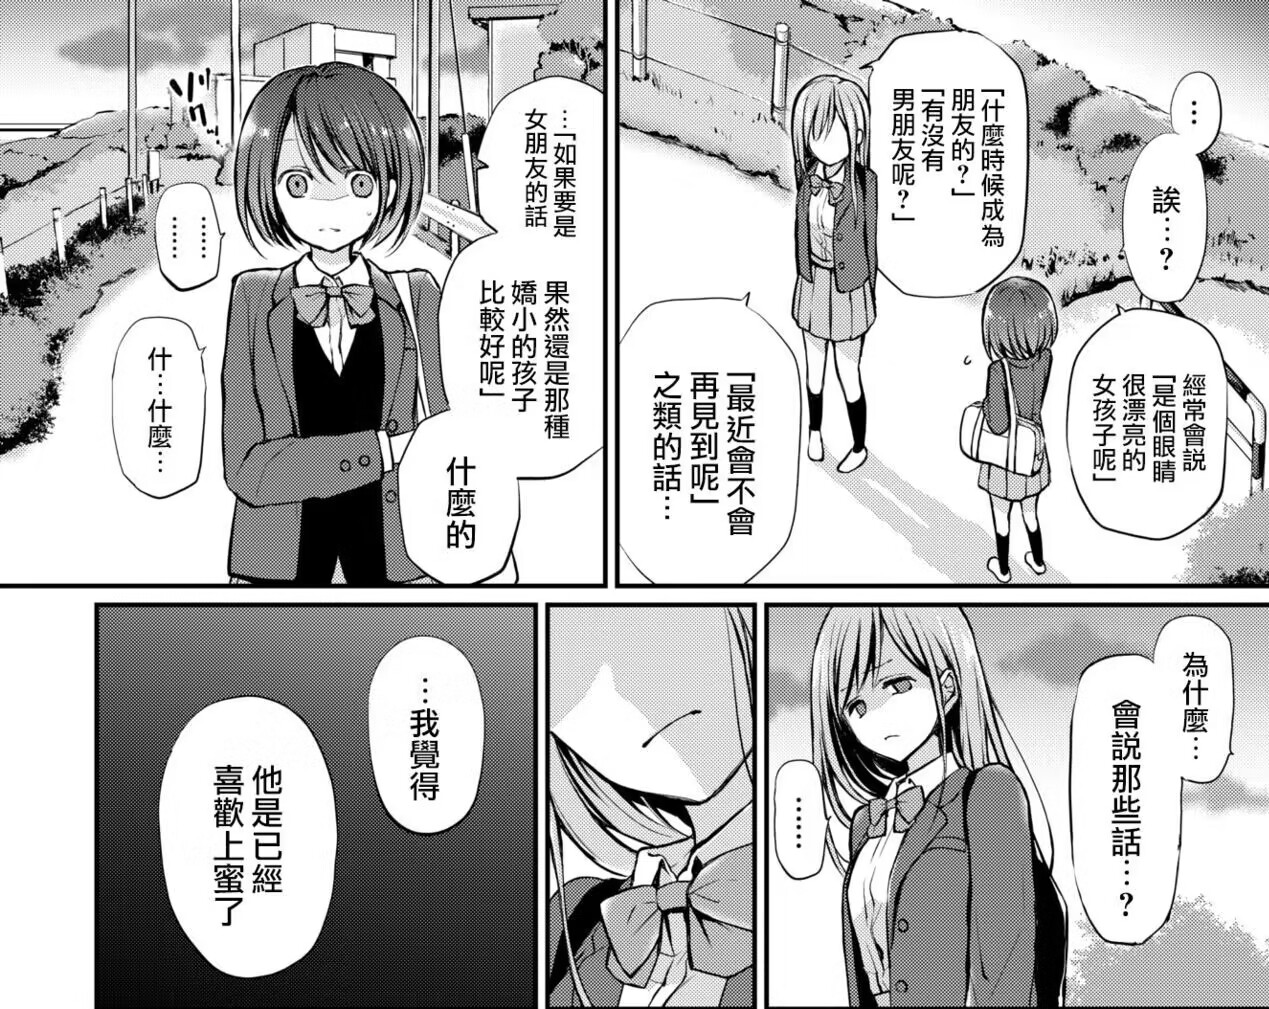 …
誒…?
經常會説
「是個眼睛
很漂亮的
女孩子呢」
「什麼時候成為
朋友的?」
「有沒有
男朋友呢?」
「最近會不會
再見到呢」
之類的話…
…「如果要是
女朋友的話
果然還是那種
嬌小的孩子
比較好呢」
什麼的
……
什…什麼…
為什麼…
會説那些話…?
……
…我覺得
他是已經
喜歡上蜜了